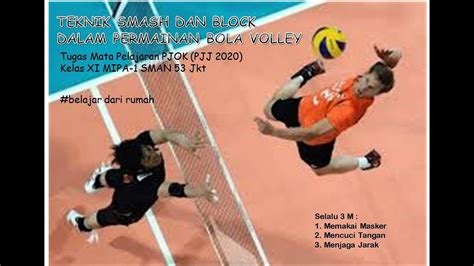 TEKNIK SMASH DAN BLOCK
DALAM PERMAINAN BOLA VOLLEY
Tugas Mata Pelajaran PJOK (PJJ 2020)
Kelas XI MIPA-1 SMAN 53 Jkt
#belajar dari rumah
Selalu 3 M :
1. Memakai Masker
2. Mencuci Tangan
3. Menjaga Jarak